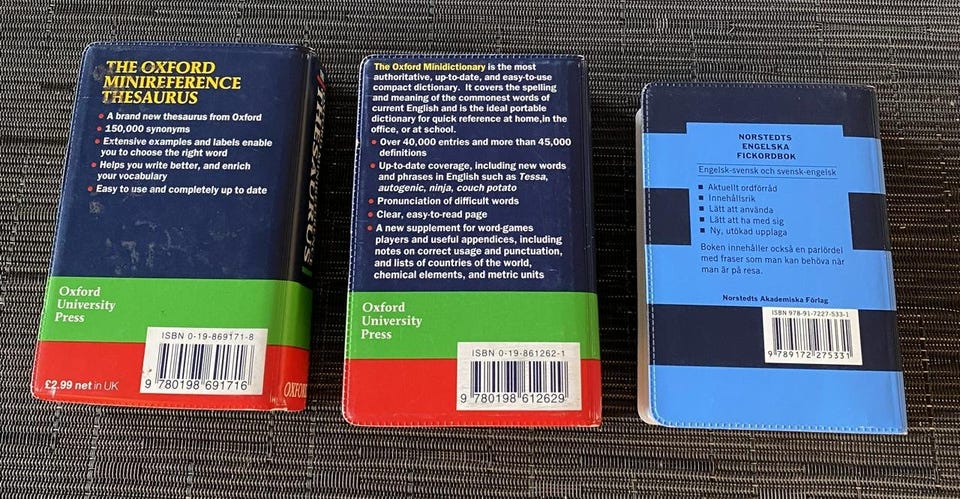 THE OXFORD
MINIREFERENCE
THESAURUS
• A brand new thesaurus from Oxford
• 150,000 synonyms
• Extensive examples and labels enable
you to choose the right word
• Helps you write better, and enrich
your vocabulary
• Easy to use and completely up to date
Oxford
University
Press
£2.99 net in UK
ISBN 0-19-869171-8
9 780198 691716
THESAURUS
OXFORD
The Oxford Minidictionary is the most
authoritative, up-to-date, and easy-to-use
compact dictionary. It covers the spelling
and meaning of the commonest words of
current English and is the ideal portable
dictionary for quick reference at home,in the
office, or at school.
• Over 40,000 entries and more than 45,000
definitions
• Up-to-date coverage, including new words
and phrases in English such as Tessa,
autogenic, ninja, couch potato
• Pronunciation of difficult words
• Clear, easy-to-read page
• A new supplement for word-games
players and useful appendices, including
notes on correct usage and punctuation,
and lists of countries of the world,
chemical elements, and metric units
Oxford
University
Press
ISBN 0-19-861262-1
9 780198 612629
NORSTEDTS
ENGELSKA
FICKORDBOK
Engelsk-svensk och svensk-engelsk
■ Aktuellt ordförråd
■ Innehållsrik
■ Lätt att använda
■ Lätt att ha med sig
■ Ny, utökad upplaga
Boken innehåller också en parlördel
med fraser som man kan behöva när
man är på resa.
Norstedts Akademiska Förlag
ISBN 978-91-7227-533-1
9 789172 275331